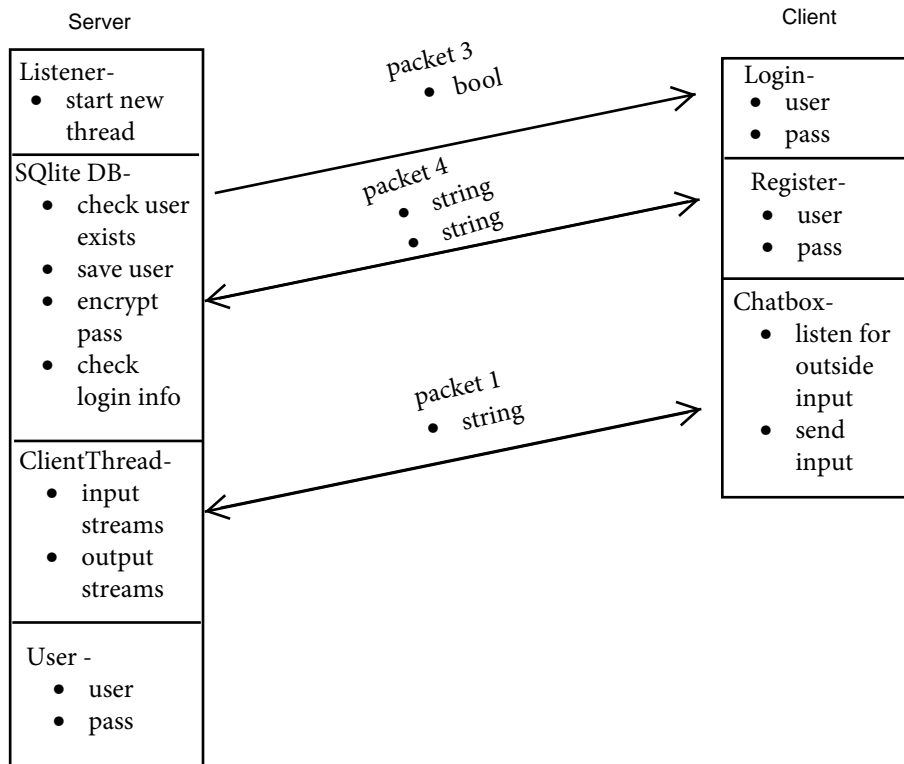 Server
Listener-
• start new
thread
SQlite DB-
• check user
exists
• save user
• encrypt
pass
• check
login info
ClientThread-
• input
streams
• output
streams
User -
• user
• pass
packet 3
• bool
packet 4
• string
• string
packet 1
• string
Client
Login-
• user
• pass
Register-
• user
• pass
Chatbox-
• listen for
outside
input
• send
input